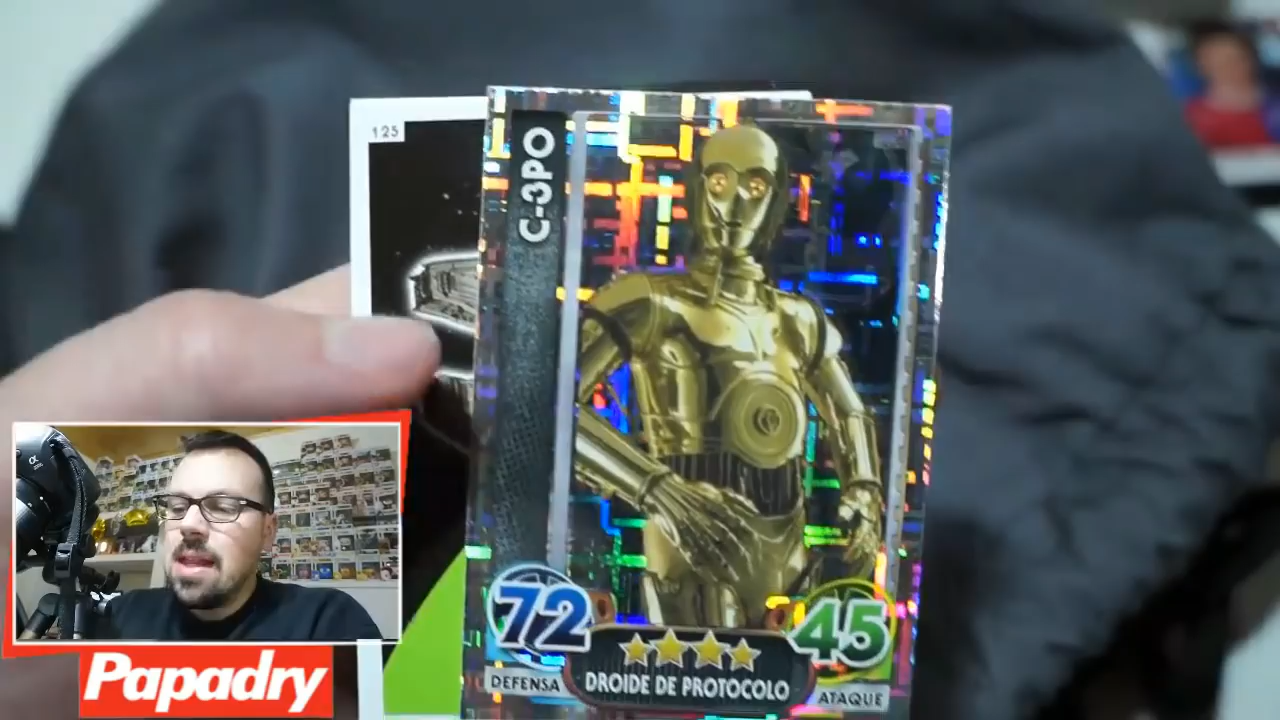 125
C-3PO
72
45
DEFENSA
DROIDE DE PROTOCOLO
ATAQUE
Papadry